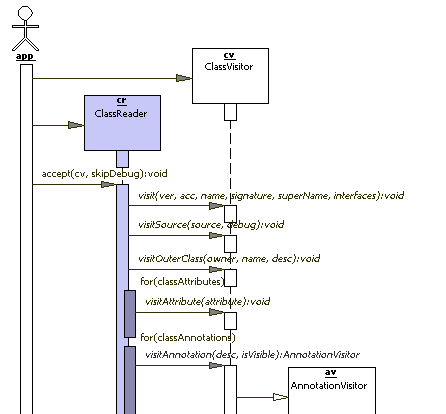 app
cv
ClassVisitor
cr
ClassReader
accept(cv, skipDebug):void
visit(ver, acc, name, signature, superName, interfaces):void
visitSource(source, debug):void
visitOuterClass(owner, name, desc):void
for(classAttributes)
visitAttribute(attribute):void
for(classAnnotations)
visitAnnotation(desc, isVisible):AnnotationVisitor
av
AnnotationVisitor